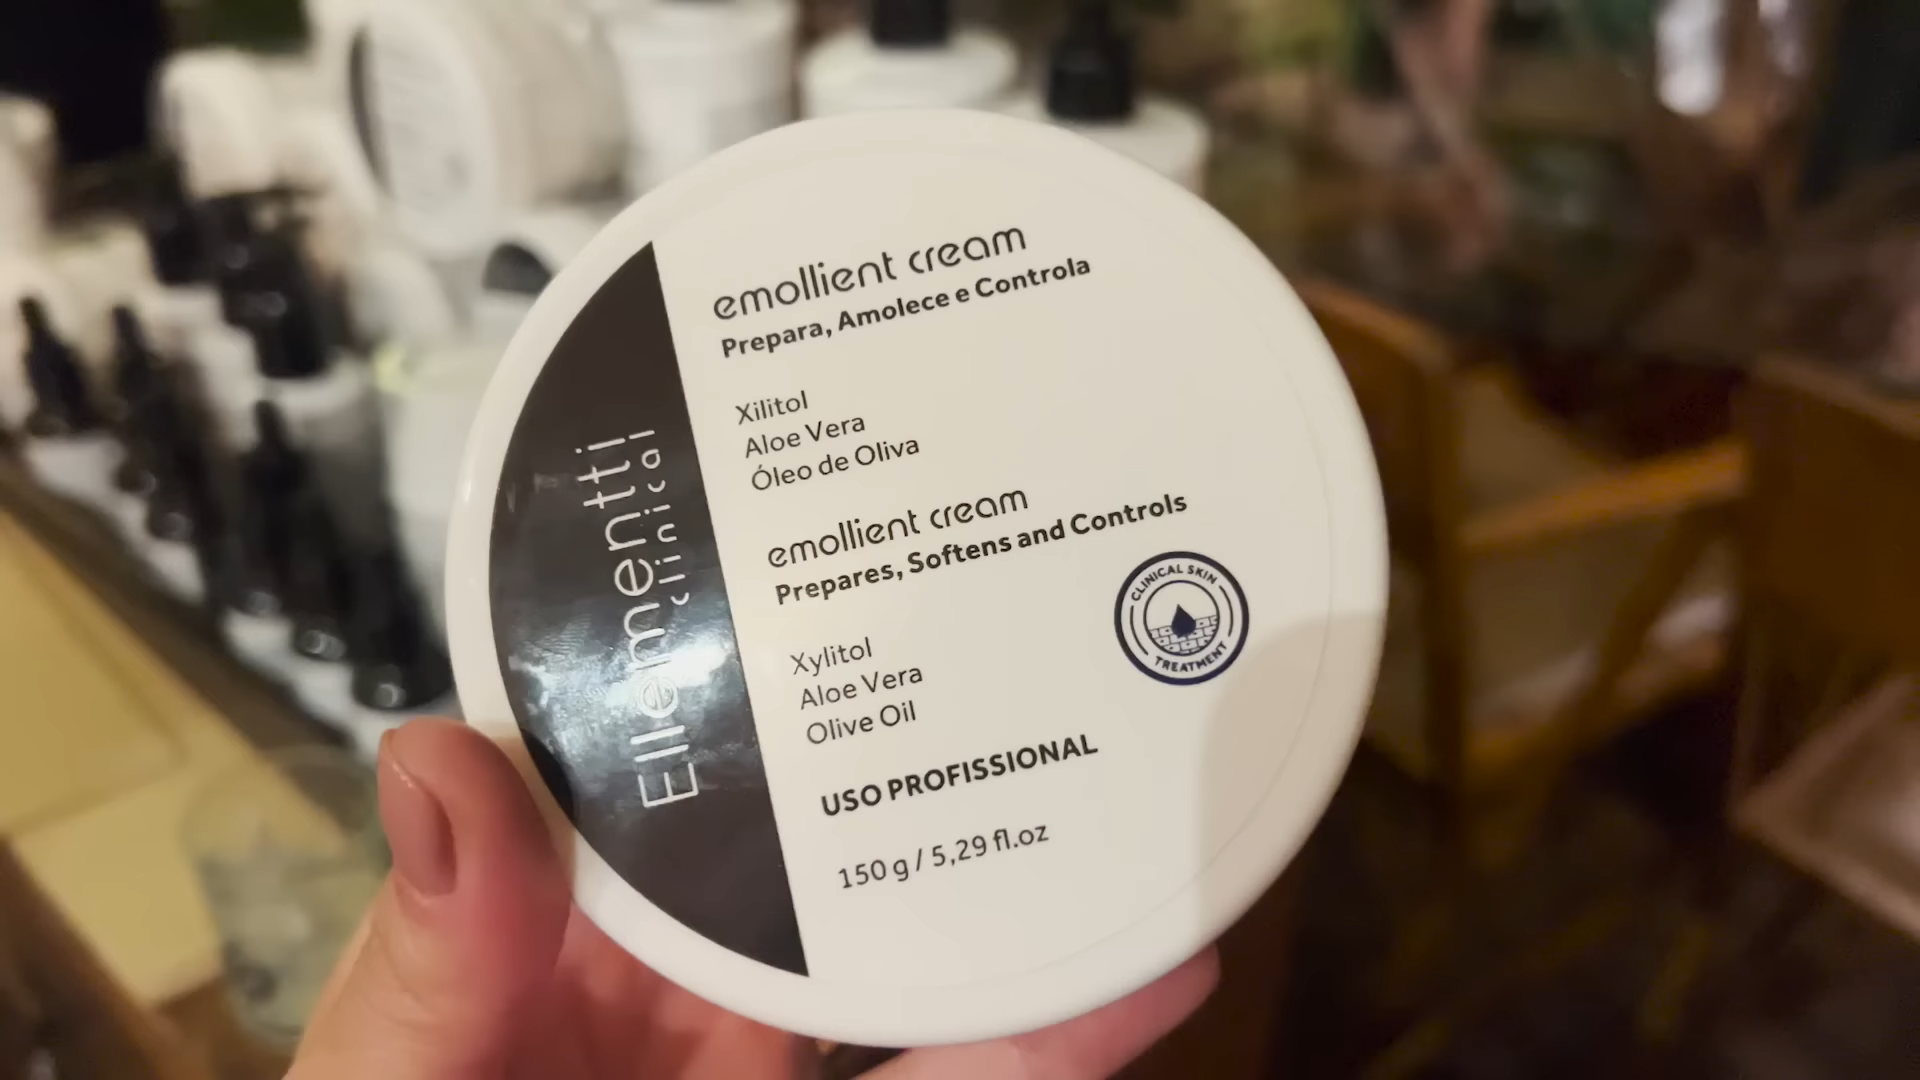 Ellementti
clinical
emollient cream
Prepara, Amolece e Controla
Xilitol
Aloe Vera
Óleo de Oliva
emollient cream
Prepares, Softens and Controls
Xylitol
Aloe Vera
Olive Oil
CLINICAL SKIN
TREATMENT
USO PROFISSIONAL
150 g / 5,29 fl.oz